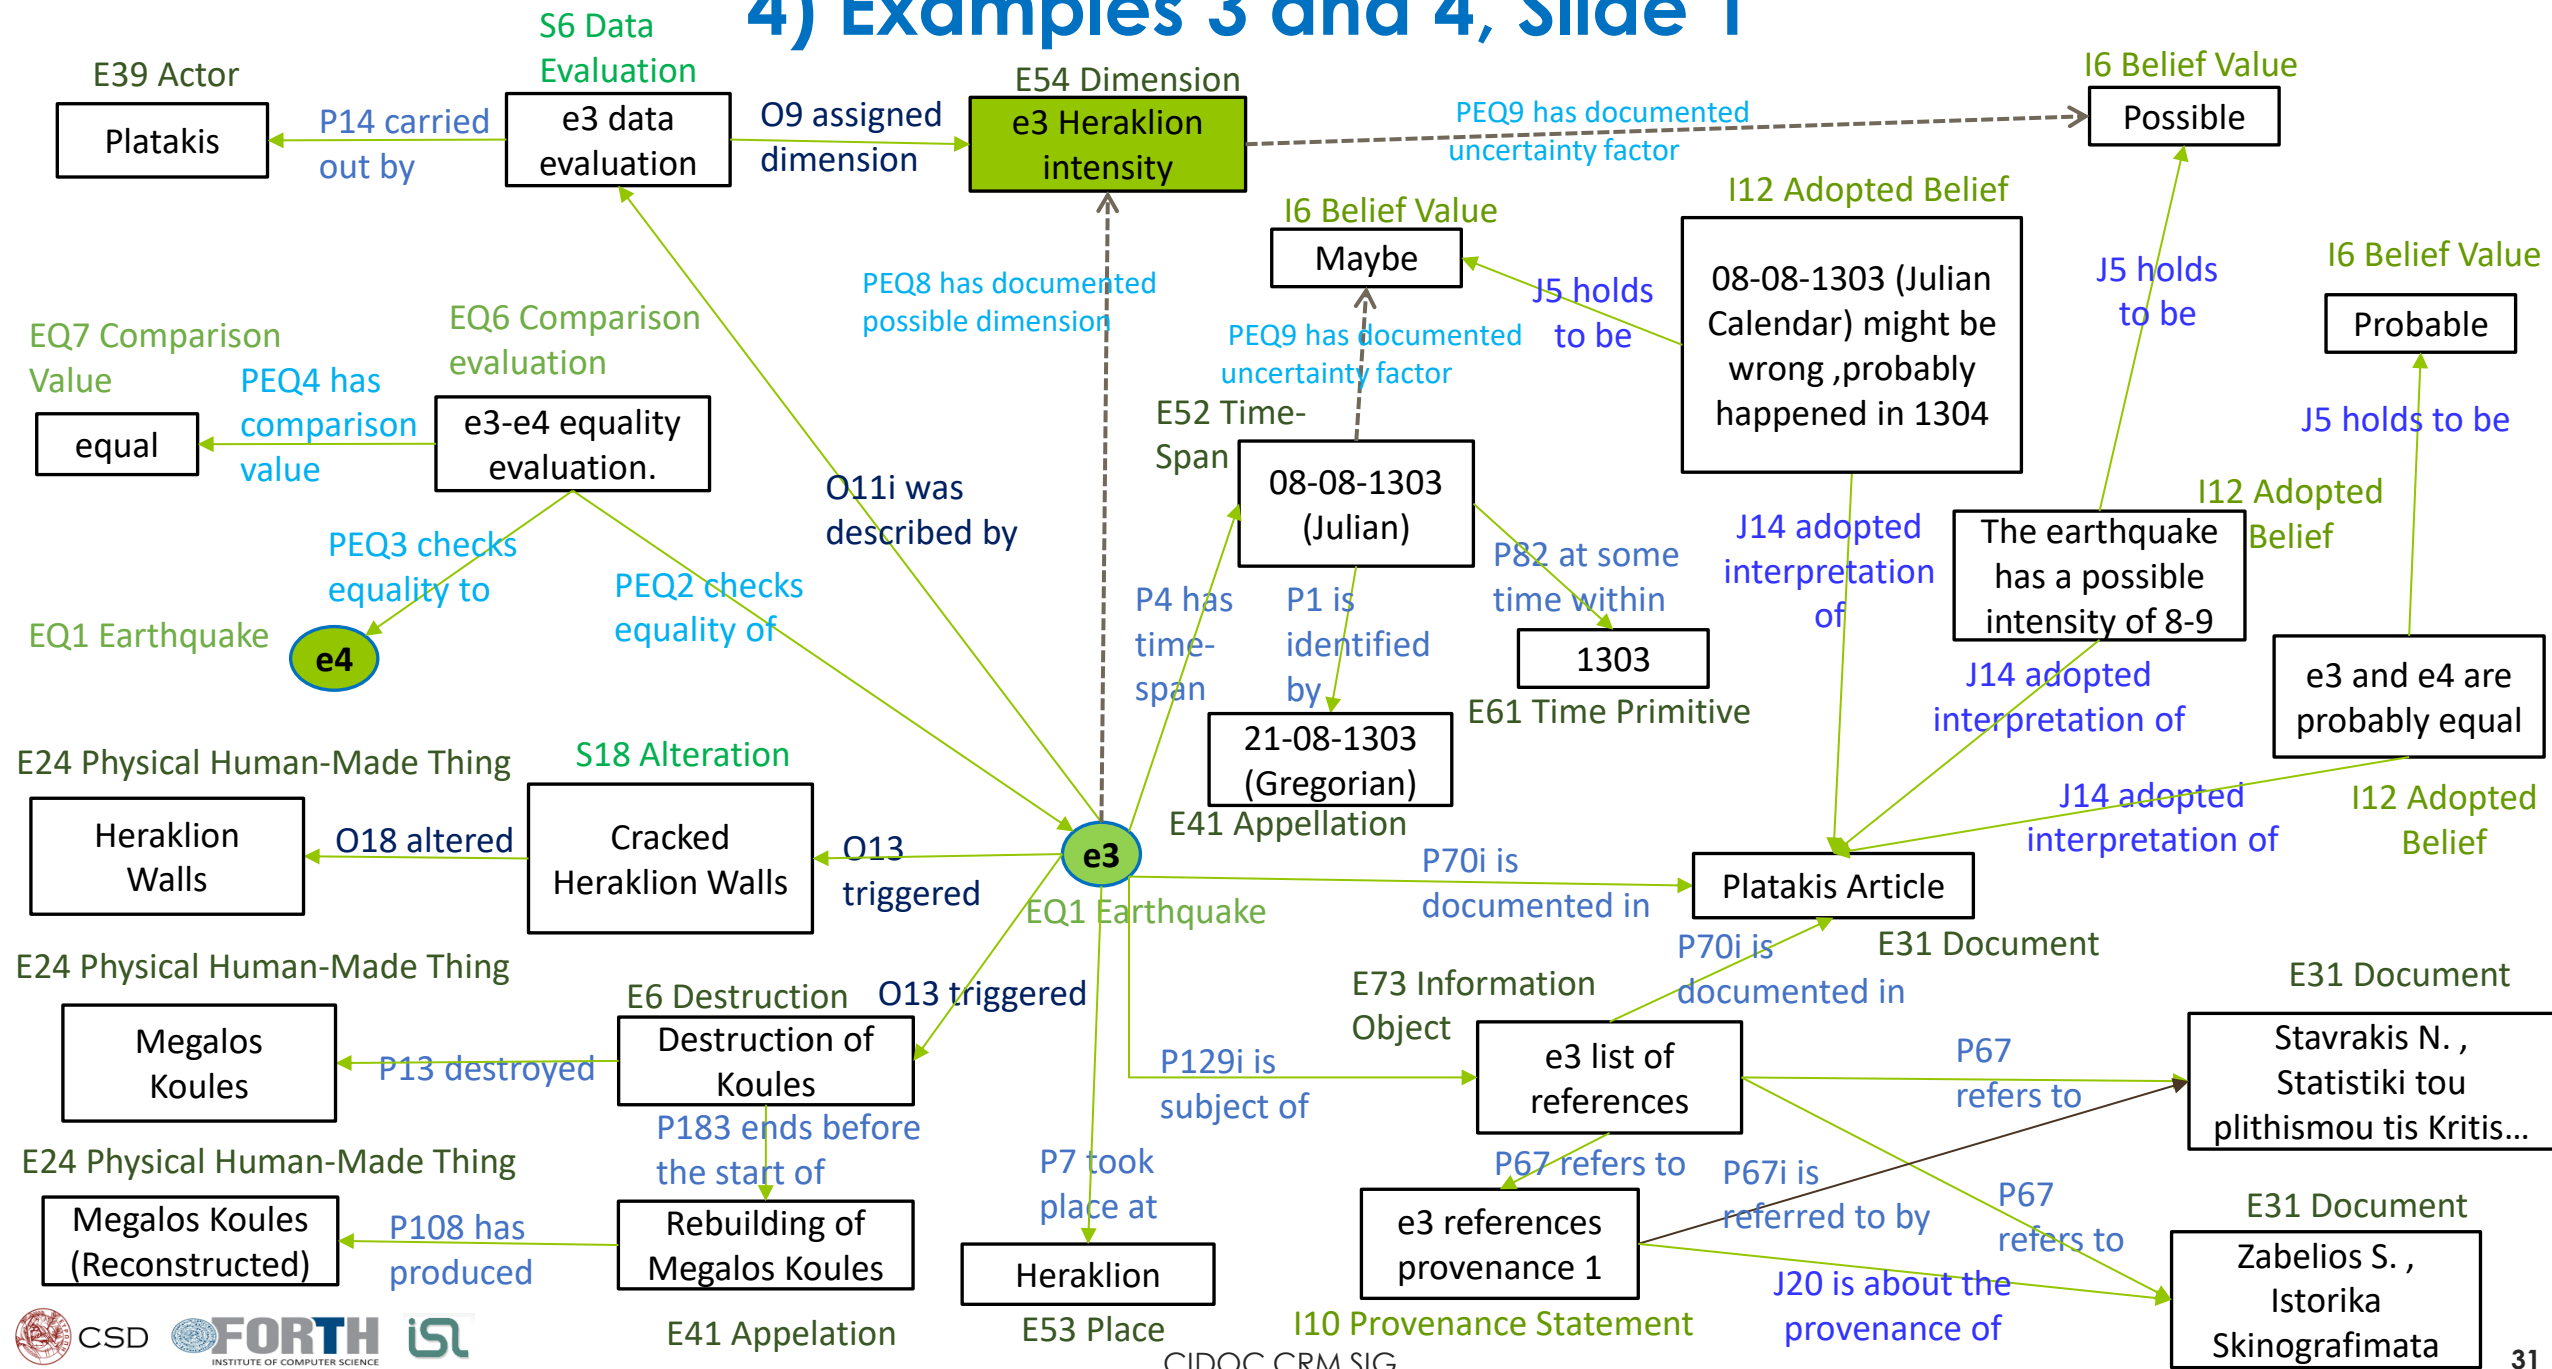 4) Examples 3 and 4, Slide 1
S6 Data
Evaluation
E39 Actor
E54 Dimension
I6 Belief Value
Platakis
P14 carried
out by
e3 data
evaluation
O9 assigned
dimension
e3 Heraklion
intensity
PEQ9 has documented
uncertainty factor
Possible
I12 Adopted Belief
I6 Belief Value
Maybe
J5 holds
to be
08-08-1303 (Julian
Calendar) might be
wrong ,probably
happened in 1304
J5 holds
to be
I6 Belief Value
Probable
PEQ8 has documented
possible dimension
PEQ9 has documented
uncertainty factor
EQ7 Comparison
Value
PEQ4 has
comparison
value
EQ6 Comparison
evaluation
equal
e3-e4 equality
evaluation.
E52 Time-
Span
08-08-1303
(Julian)
J5 holds to be
O11i was
described by
I12 Adopted
Belief
PEQ3 checks
equality to
PEQ2 checks
equality of
P4 has
time-
span
P1 is
identified
by
P82 at some
time within
J14 adopted
interpretation
of
The earthquake
has a possible
intensity of 8-9
EQ1 Earthquake
e4
1303
E61 Time Primitive
J14 adopted
interpretation of
e3 and e4 are
probably equal
21-08-1303
(Gregorian)
E41 Appellation
J14 adopted
interpretation of
I12 Adopted
Belief
E24 Physical Human-Made Thing
S18 Alteration
Heraklion
Walls
O18 altered
Cracked
Heraklion Walls
O13
triggered
e3
EQ1 Earthquake
P70i is
documented in
Platakis Article
E31 Document
E24 Physical Human-Made Thing
E6 Destruction
O13 triggered
E73 Information
Object
P70i is
documented in
E31 Document
Megalos
Koules
P13 destroyed
Destruction of
Koules
P129i is
subject of
e3 list of
references
P67
refers to
Stavrakis N. ,
Statistiki tou
plithismou tis Kritis...
P183 ends before
the start of
E24 Physical Human-Made Thing
P7 took
place at
P67 refers to
P67i is
referred to by
P67
refers to
E31 Document
Megalos Koules
(Reconstructed)
P108 has
produced
Rebuilding of
Megalos Koules
Heraklion
e3 references
provenance 1
J20 is about the
provenance of
Zabelios S. ,
Istorika
Skinografimata
E41 Appelation
E53 Place
I10 Provenance Statement
CSD
FORTH
INSTITUTE OF COMPUTER SCIENCE
isl
CIDOC CRM SIG
31